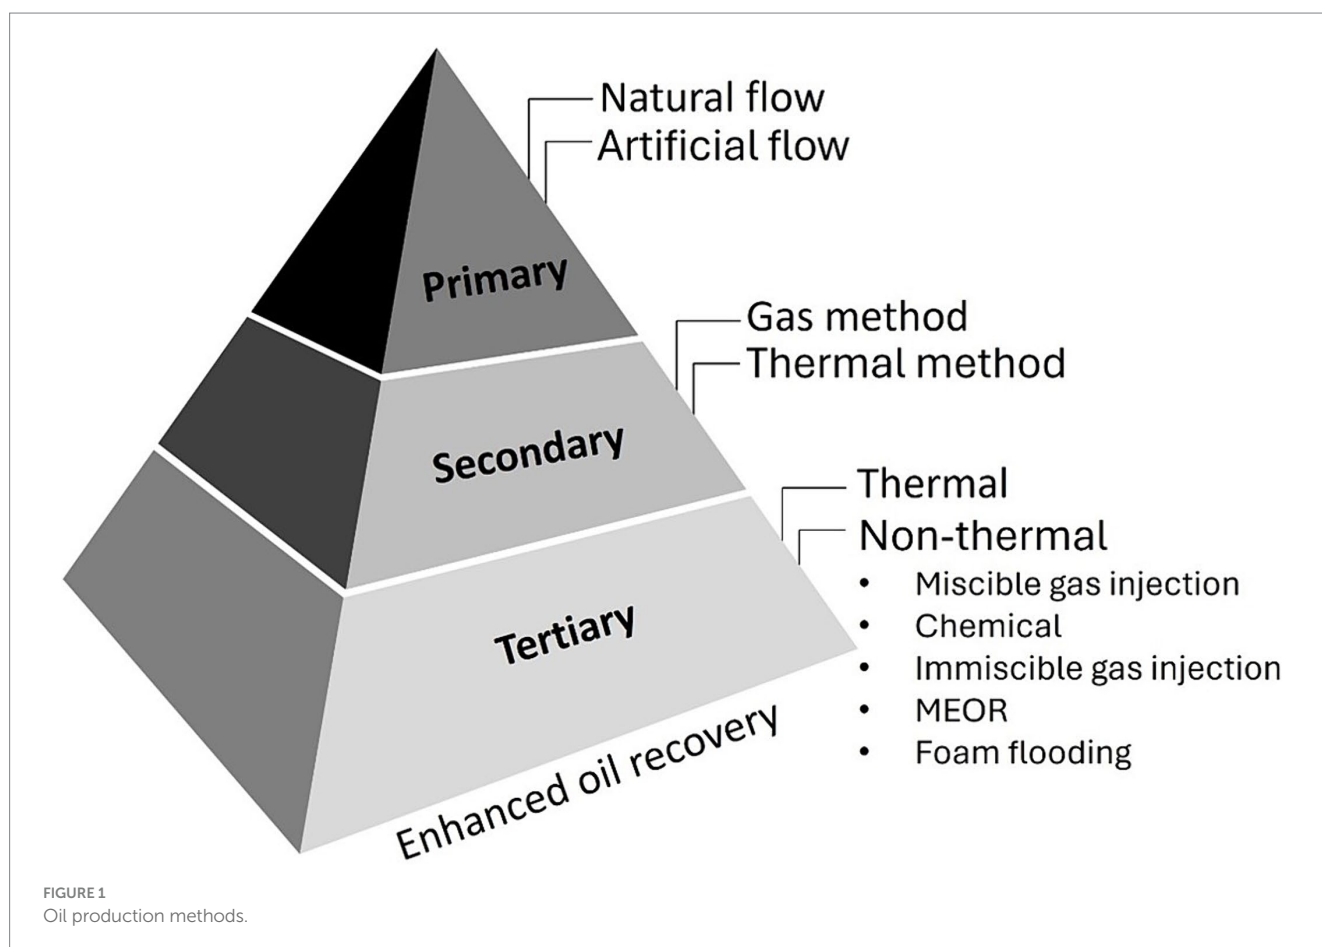 Natural flow
Artificial flow
Primary
Gas method
Thermal method
Secondary
Thermal
Non-thermal
• Miscible gas injection
• Chemical
• Immiscible gas injection
• MEOR
• Foam flooding
Tertiary
Enhanced oil recovery
FIGURE 1
Oil production methods.